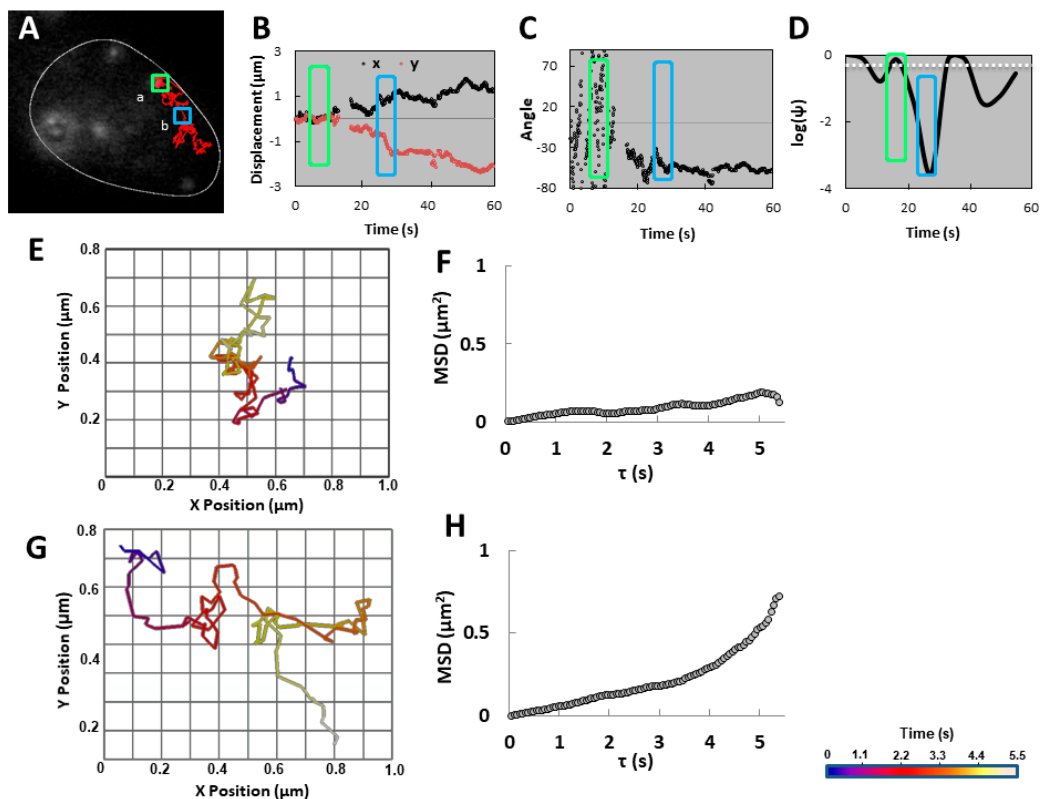 A
a
b
B
Displacement (µm)
3
1
-1
-3
x y
0 20 40 60
Time (s)
C
Angle
70
20
-30
-80
0 20 40 60
Time (s)
D
log(ψ)
0
-2
-4
0 20 40 60
Time (s)
E
Y Position (µm)
0.8
0.6
0.4
0.2
0 0.2 0.4 0.6 0.8 1.0
X Position (µm)
F
MSD (µm²)
1
0.5
0
0 1 2 3 4 5
τ (s)
G
Y Position (µm)
0.8
0.6
0.4
0.2
0 0.2 0.4 0.6 0.8 1.0
X Position (µm)
H
MSD (µm²)
1
0.5
0
0 1 2 3 4 5
τ (s)
Time (s)
0 1.1 2.2 3.3 4.4 5.5